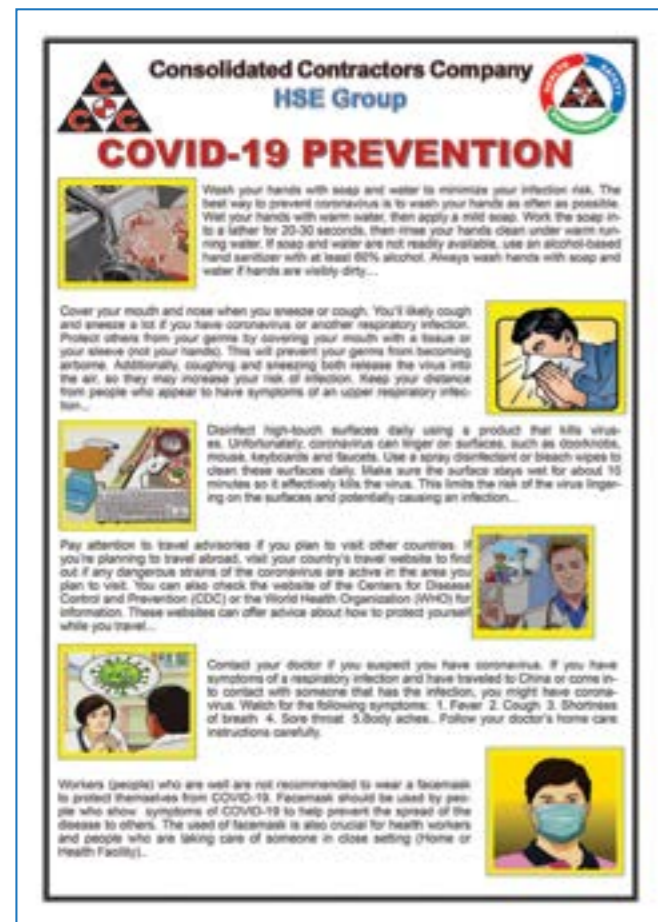 C
C C
Consolidated Contractors Company
HSE Group
HEALTH SAFETY ENVIRONMENT
COVID-19 PREVENTION
Wash your hands with soap and water to minimize your infection risk. The
best way to prevent coronavirus is to wash your hands as often as possible.
Wet your hands with warm water, then apply a mild soap. Work the soap in-
to a lather for 20-30 seconds, then rinse your hands clean under warm run-
ning water. If soap and water are not readily available, use an alcohol-based
hand sanitizer with at least 60% alcohol. Always wash hands with soap and
water if hands are visibly dirty...
Cover your mouth and nose when you sneeze or cough. You'll likely cough
and sneeze a lot if you have coronavirus or another respiratory infection.
Protect others from your germs by covering your mouth with a tissue or
your sleeve (not your hands). This will prevent your germs from becoming
airborne. Additionally, coughing and sneezing both release the virus into
the air, so they may increase your risk of infection. Keep your distance
from people who appear to have symptoms of an upper respiratory infec-
tion...
Disinfect high-touch surfaces daily using a product that kills virus-
es. Unfortunately, coronavirus can linger on surfaces, such as doorknobs,
mouse, keyboards and faucets. Use a spray disinfectant or bleach wipes to
clean these surfaces daily. Make sure the surface stays wet for about 10
minutes so it effectively kills the virus. This limits the risk of the virus linger-
ing on the surfaces and potentially causing an infection...
Pay attention to travel advisories if you plan to visit other countries. If
you're planning to travel abroad, visit your country's travel website to find
out if any dangerous strains of the coronavirus are active in the area you
plan to visit. You can also check the website of the Centers for Disease
Control and Prevention (CDC) or the World Health Organization (WHO) for
information. These websites can offer advice about how to protect yourself
while you travel...
Contact your doctor if you suspect you have coronavirus. If you have
symptoms of a respiratory infection and have traveled to China or come in-
to contact with someone that has the infection, you might have corona-
virus. Watch for the following symptoms: 1. Fever 2. Cough 3. Shortness
of breath 4. Sore throat 5.Body aches.. Follow your doctor's home care
instructions carefully.
Workers (people) who are well are not recommended to wear a facemask
to protect themselves from COVID-19. Facemask should be used by peo-
ple who show symptoms of COVID-19 to help prevent the spread of the
disease to others. The used of facemask is also crucial for health workers
and people who are taking care of someone in close setting (Home or
Health Facility)..